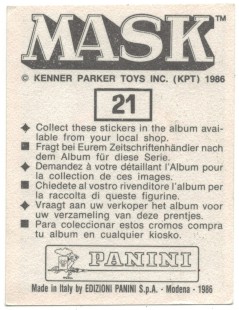 MASK™
© KENNER PARKER TOYS INC. (KPT) 1986
21
◆ Collect these stickers in the album avai-
lable from your local shop.
■ Fragt bei Eurem Zeitschriftenhändler nach
dem Album für diese Serie.
◆ Demandez à votre détaillant l'Album pour
la collection de ces images.
■ Chiedete al vostro rivenditore l'album per
la raccolta di queste figurine.
◆ Vraagt aan uw verkoper het album voor
uw verzameling van deze prentjes.
■ Para coleccionar estos cromos compra
tu album en cualquier kiosko.
PANINI
Made in Italy by EDIZIONI PANINI S.p.A. - Modena - 1986